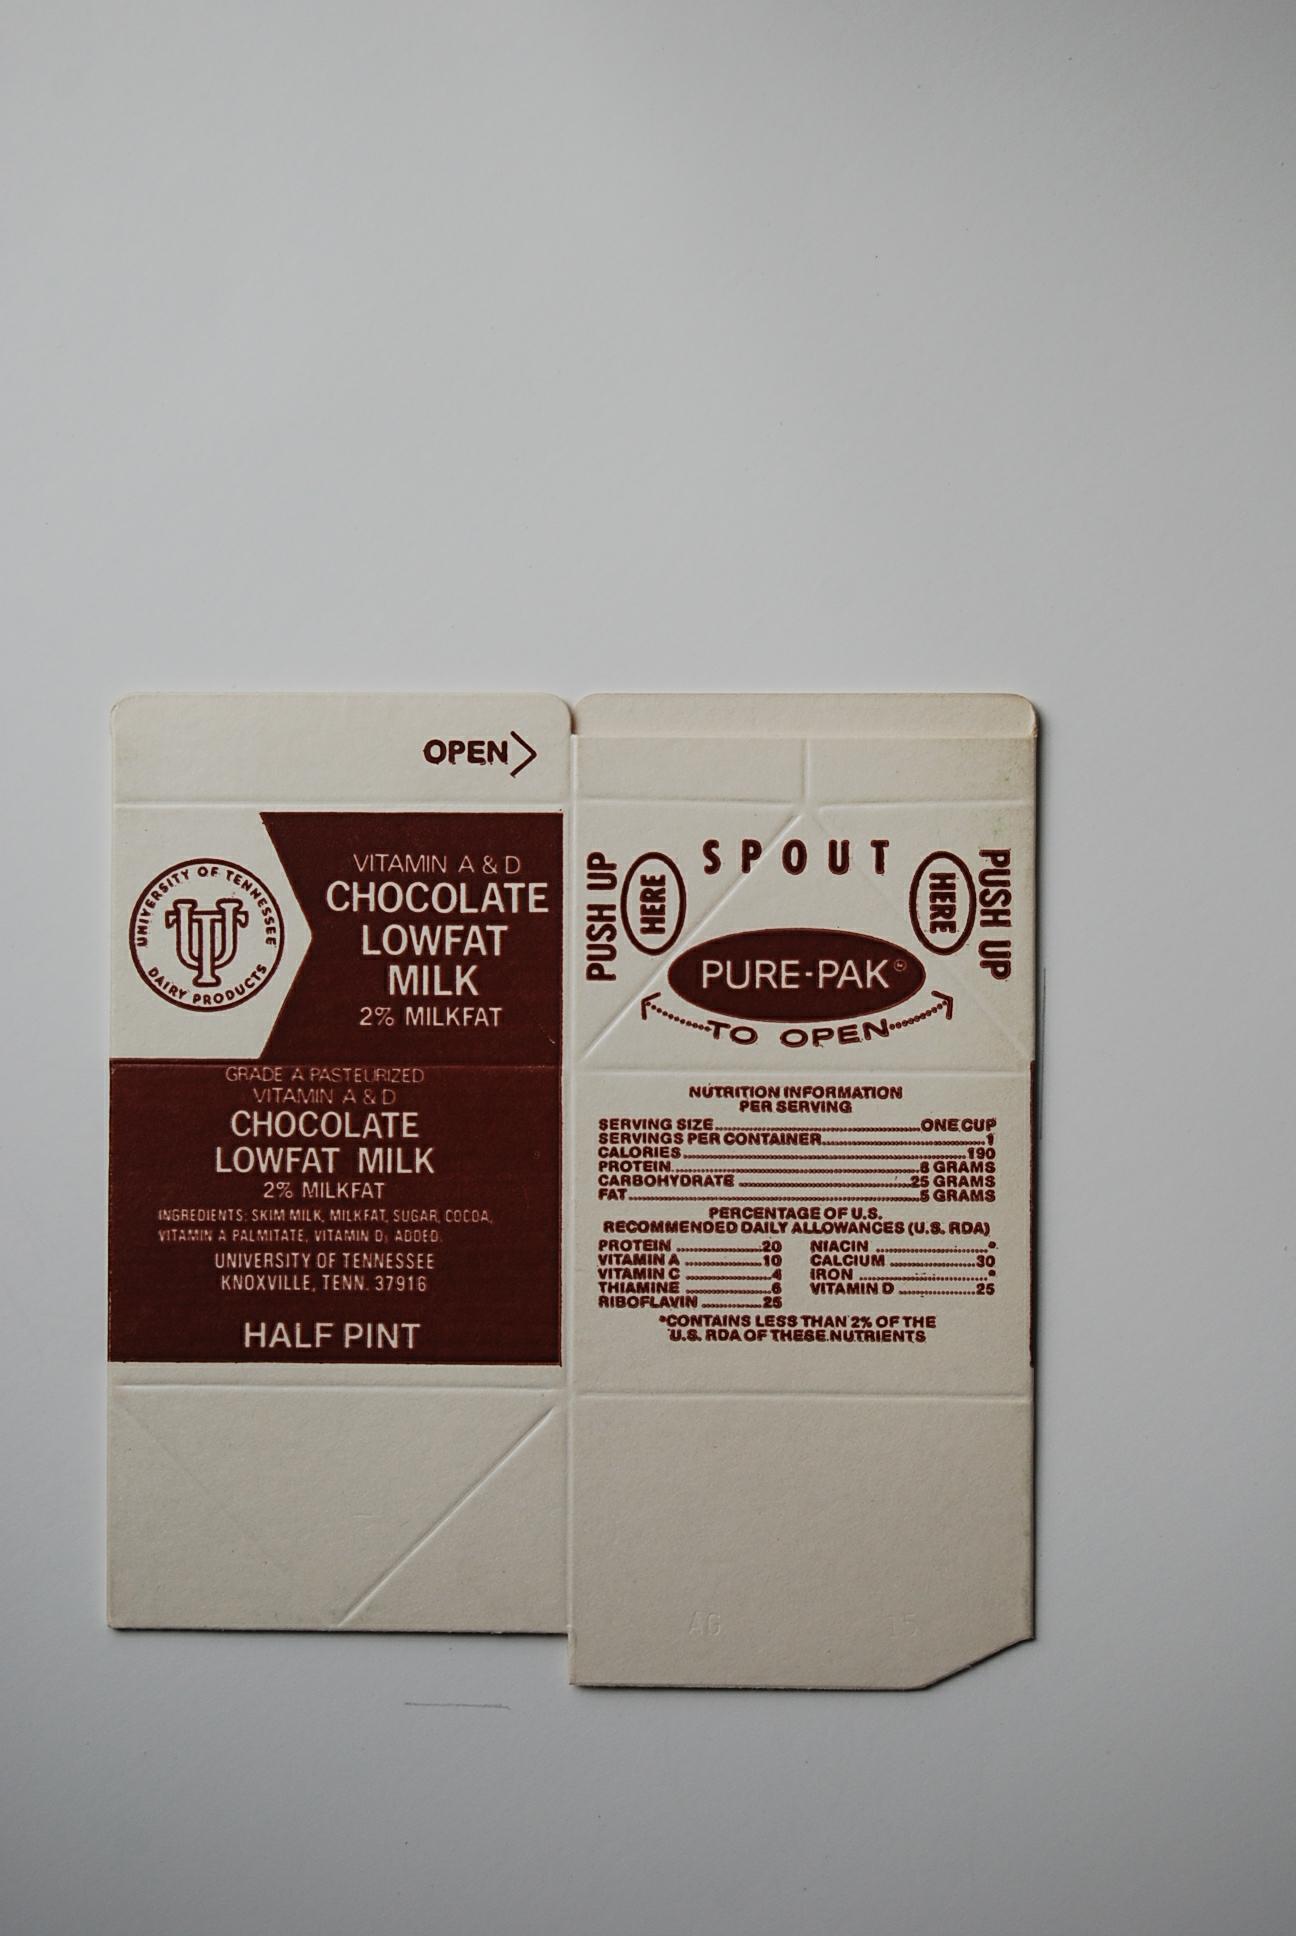 OPEN>
UNIVERSITY OF TENNESSEE
UT
DAIRY PRODUCTS
VITAMIN A & D
CHOCOLATE
LOWFAT
MILK
2% MILKFAT
GRADE A PASTEURIZED
VITAMIN A & D
CHOCOLATE
LOWFAT MILK
2% MILKFAT
INGREDIENTS: SKIM MILK, MILKFAT, SUGAR, COCOA,
VITAMIN A PALMITATE, VITAMIN D, ADDED.
UNIVERSITY OF TENNESSEE
KNOXVILLE, TENN. 37916
HALF PINT
SPOUT
PUSH UP
HERE
HERE
PUSH UP
PURE-PAK
TO OPEN
NUTRITION INFORMATION
PER SERVING
SERVING SIZE ONE CUP
SERVINGS PER CONTAINER 1
CALORIES 190
PROTEIN 8 GRAMS
CARBOHYDRATE 25 GRAMS
FAT 5 GRAMS
PERCENTAGE OF U.S.
RECOMMENDED DAILY ALLOWANCES (U.S. RDA)
PROTEIN 20 NIACIN *
VITAMIN A 10 CALCIUM 30
VITAMIN C 4 IRON *
THIAMINE 6 VITAMIN D 25
RIBOFLAVIN 25
*CONTAINS LESS THAN 2% OF THE
U.S. RDA OF THESE NUTRIENTS
AG 15